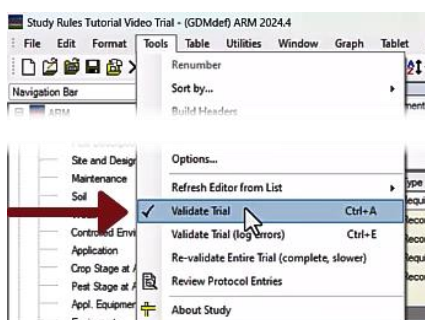 Study Rules Tutorial Video Trial - (GDMdef) ARM 2024.4
File Edit Format Tools Table Utilities Window Graph Tablet
Renumber
Navigation Bar
Sort by...
ARM
Build Headers
Site and Design
Options...
Maintenance
Soil
Refresh Editor from List
Validate Trial Ctrl+A
Controlled Envi
Validate Trial (log errors) Ctrl+E
Application
Re-validate Entire Trial (complete, slower)
Crop Stage at A
Pest Stage at A
Review Protocol Entries
Appl. Equipmen
About Study